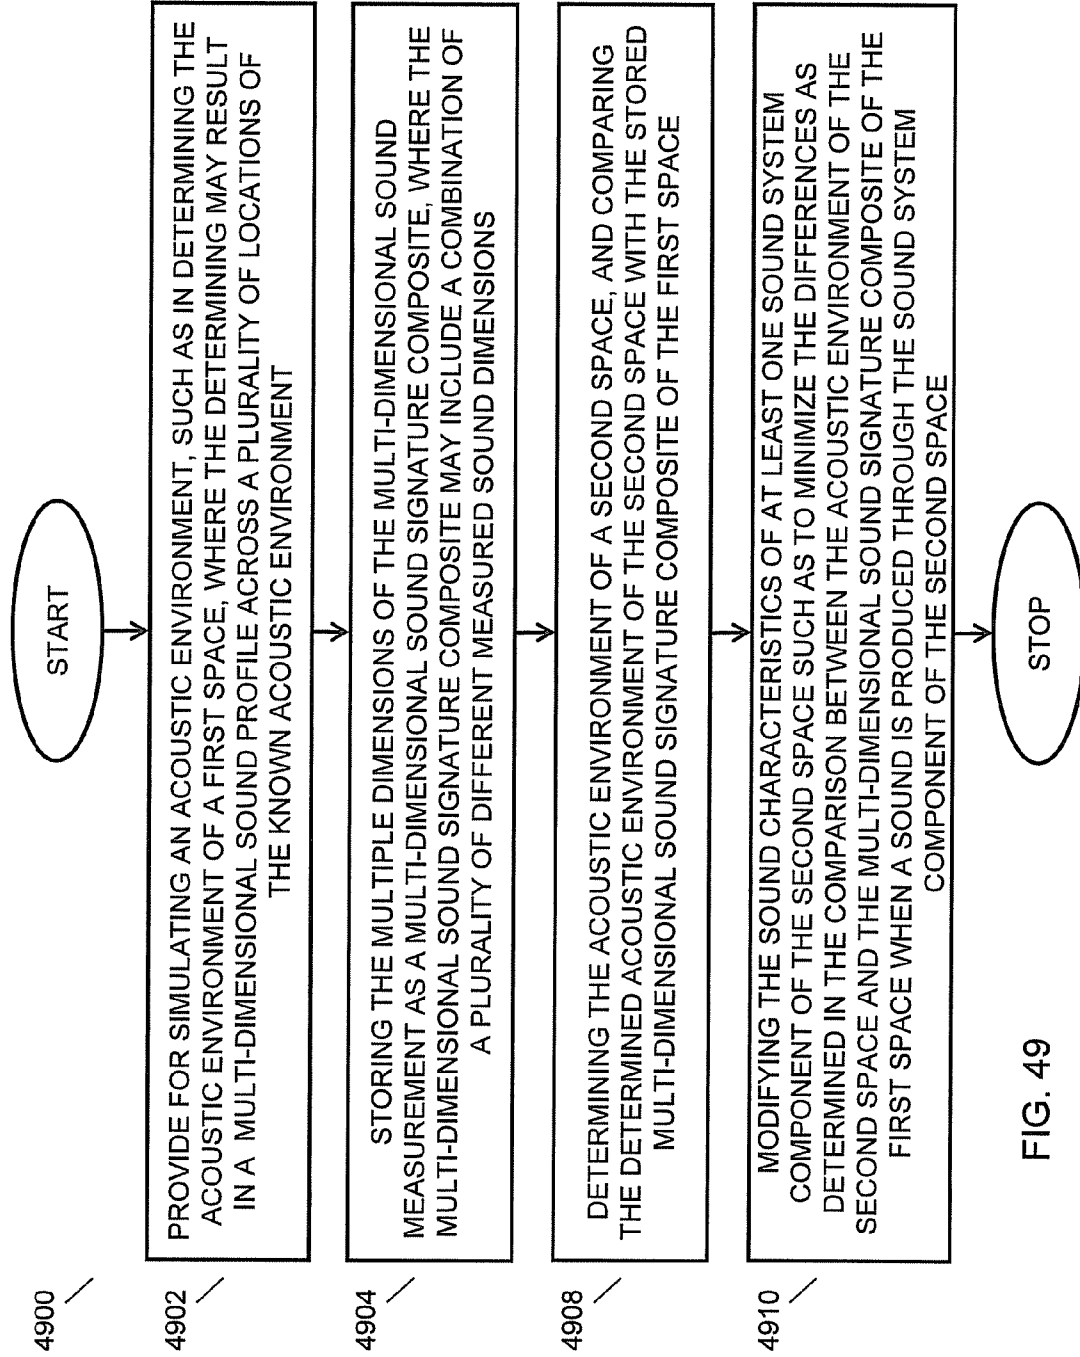 4900
START
4902
PROVIDE FOR SIMULATING AN ACOUSTIC ENVIRONMENT, SUCH AS IN DETERMINING THE
ACOUSTIC ENVIRONMENT OF A FIRST SPACE, WHERE THE DETERMINING MAY RESULT
IN A MULTI-DIMENSIONAL SOUND PROFILE ACROSS A PLURALITY OF LOCATIONS OF
THE KNOWN ACOUSTIC ENVIRONMENT
4904
STORING THE MULTIPLE DIMENSIONS OF THE MULTI-DIMENSIONAL SOUND
MEASUREMENT AS A MULTI-DIMENSIONAL SOUND SIGNATURE COMPOSITE, WHERE THE
MULTI-DIMENSIONAL SOUND SIGNATURE COMPOSITE MAY INCLUDE A COMBINATION OF
A PLURALITY OF DIFFERENT MEASURED SOUND DIMENSIONS
4908
DETERMINING THE ACOUSTIC ENVIRONMENT OF A SECOND SPACE, AND COMPARING
THE DETERMINED ACOUSTIC ENVIRONMENT OF THE SECOND SPACE WITH THE STORED
MULTI-DIMENSIONAL SOUND SIGNATURE COMPOSITE OF THE FIRST SPACE
4910
MODIFYING THE SOUND CHARACTERISTICS OF AT LEAST ONE SOUND SYSTEM
COMPONENT OF THE SECOND SPACE SUCH AS TO MINIMIZE THE DIFFERENCES AS
DETERMINED IN THE COMPARISON BETWEEN THE ACOUSTIC ENVIRONMENT OF THE
SECOND SPACE AND THE MULTI-DIMENSIONAL SOUND SIGNATURE COMPOSITE OF THE
FIRST SPACE WHEN A SOUND IS PRODUCED THROUGH THE SOUND SYSTEM
COMPONENT OF THE SECOND SPACE
STOP
FIG. 49